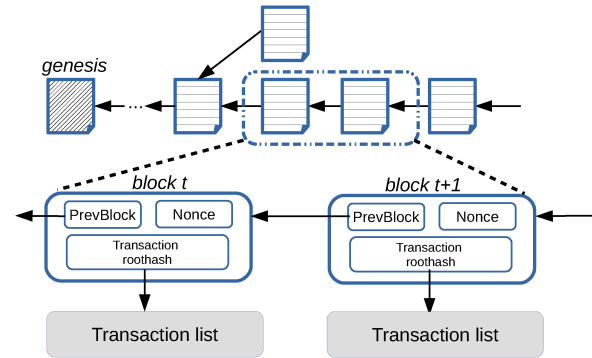 genesis
...
block t
block t+1
PrevBlock
Nonce
PrevBlock
Nonce
Transaction
roothash
Transaction
roothash
Transaction list
Transaction list